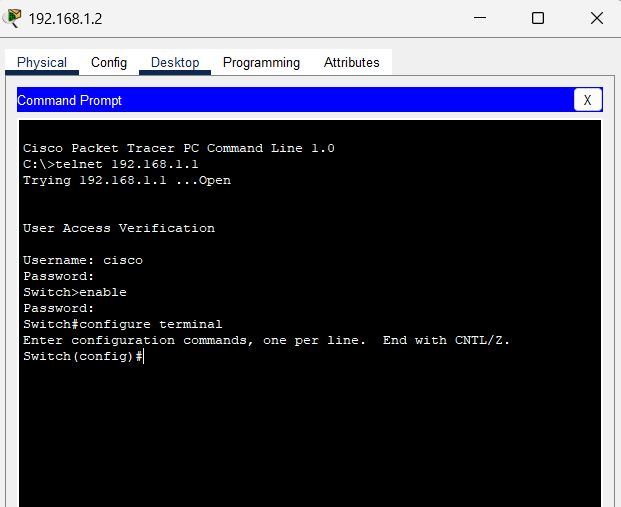 192.168.1.2
Physical Config Desktop Programming Attributes
Command Prompt X
Cisco Packet Tracer PC Command Line 1.0
C:\>telnet 192.168.1.1
Trying 192.168.1.1 ...Open
User Access Verification
Username: cisco
Password:
Switch>enable
Password:
Switch#configure terminal
Enter configuration commands, one per line.  End with CNTL/Z.
Switch(config)#